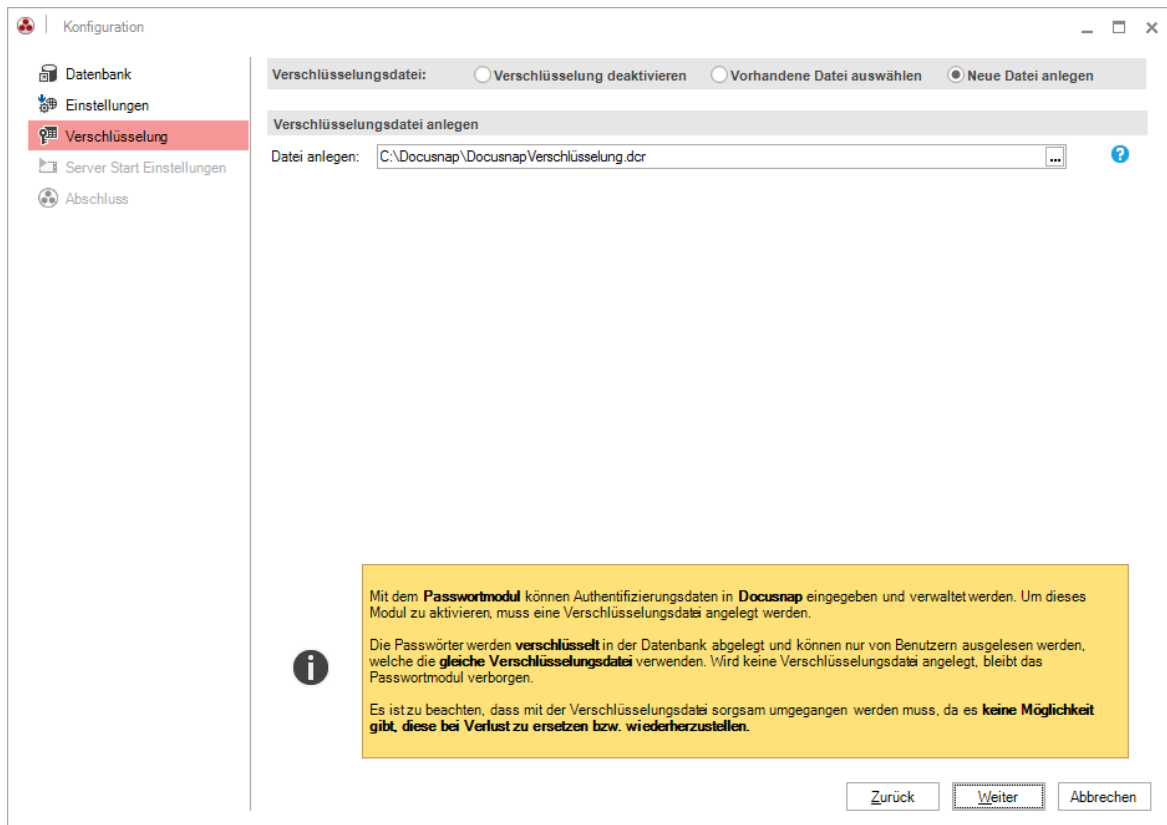 Konfiguration
Datenbank
Einstellungen
Verschlüsselung
Server Start Einstellungen
Abschluss
Verschlüsselungsdatei: Verschlüsselung deaktivieren Vorhandene Datei auswählen Neue Datei anlegen
Verschlüsselungsdatei anlegen
Datei anlegen: C:\Docusnap\DocusnapVerschlüsselung.dcr ...
Mit dem Passwortmodul können Authentifizierungsdaten in Docusnap eingegeben und verwaltet werden. Um dieses
Modul zu aktivieren, muss eine Verschlüsselungsdatei angelegt werden.
Die Passwörter werden verschlüsselt in der Datenbank abgelegt und können nur von Benutzern ausgelesen werden,
welche die gleiche Verschlüsselungsdatei verwenden. Wird keine Verschlüsselungsdatei angelegt, bleibt das
Passwortmodul verborgen.
Es ist zu beachten, dass mit der Verschlüsselungsdatei sorgsam umgegangen werden muss, da es keine Möglichkeit
gibt, diese bei Verlust zu ersetzen bzw. wiederherzustellen.
Zurück Weiter Abbrechen